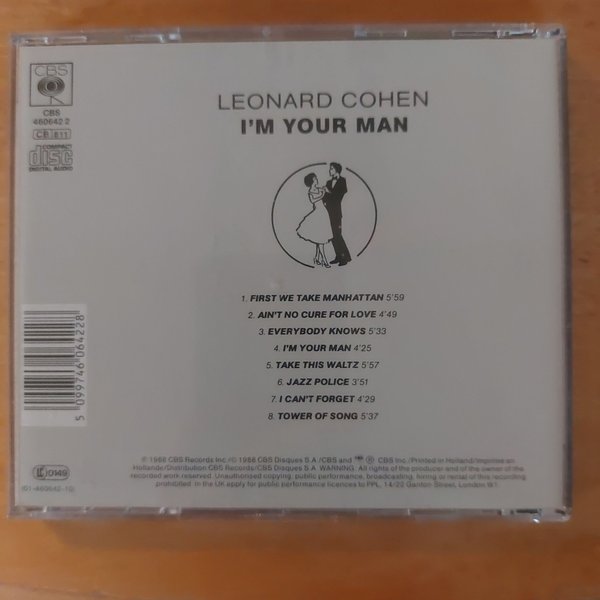 CBS
CBS
460642 2
CB 811
COMPACT
disc
DIGITAL AUDIO
LEONARD COHEN
I'M YOUR MAN
1. FIRST WE TAKE MANHATTAN 5'59
2. AIN'T NO CURE FOR LOVE 4'49
3. EVERYBODY KNOWS 5'33
4. I'M YOUR MAN 4'25
5. TAKE THIS WALTZ 5'57
6. JAZZ POLICE 3'51
7. I CAN'T FORGET 4'29
8. TOWER OF SONG 5'37
5 099746 064228
LC 0149
01-460642-10
℗ 1988 CBS Records Inc./© 1988 CBS Disques S.A./CBS and ® CBS Inc./Printed in Holland/Imprimé en
Hollande/Distribution CBS Records/CBS Disques S.A. WARNING: All rights of the producer and of the owner of the
recorded work reserved. Unauthorised copying, public performance, broadcasting, hiring or rental of this recording
prohibited. In the UK apply for public performance licences to PPL, 14/22 Ganton Street, London W1